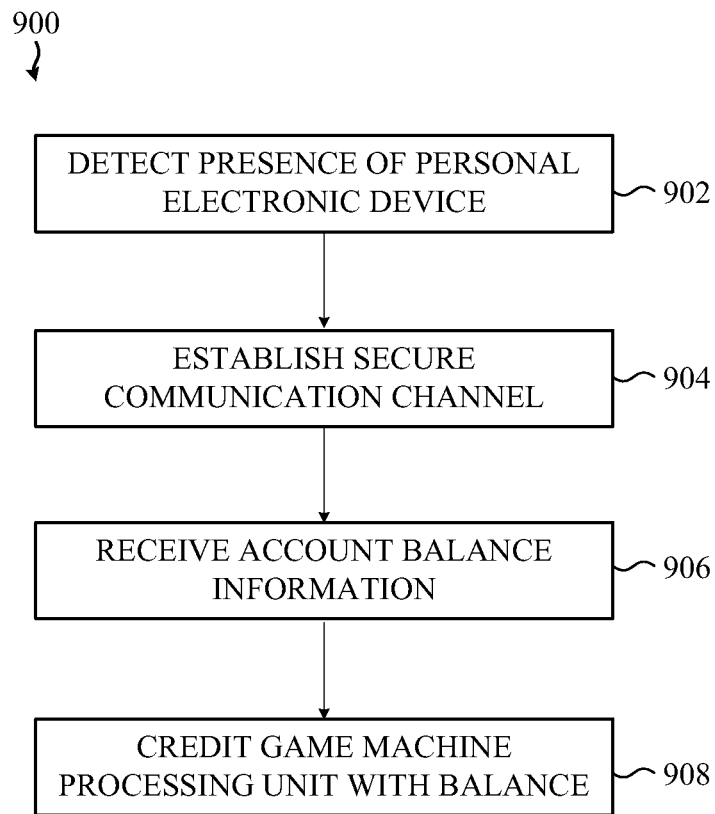 900
DETECT PRESENCE OF PERSONAL
ELECTRONIC DEVICE
902
ESTABLISH SECURE
COMMUNICATION CHANNEL
904
RECEIVE ACCOUNT BALANCE
INFORMATION
906
CREDIT GAME MACHINE
PROCESSING UNIT WITH BALANCE
908